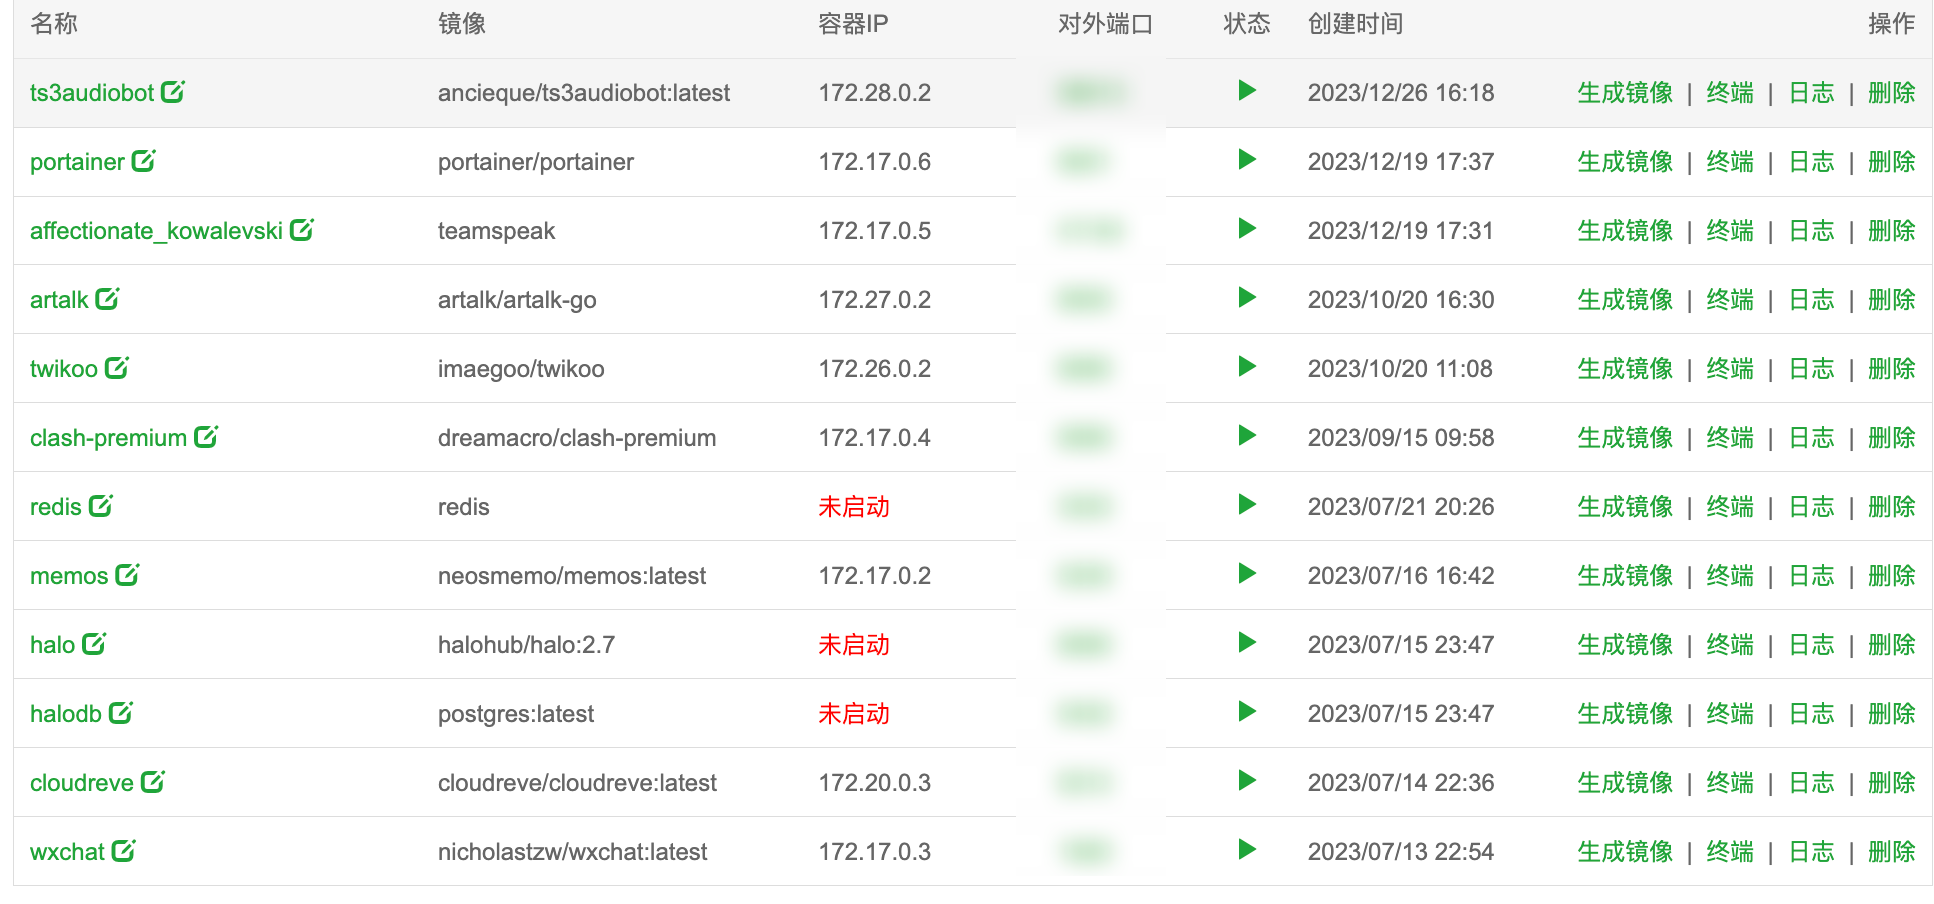 名称 镜像 容器IP 对外端口 状态 创建时间 操作
ts3audiobot ancieque/ts3audiobot:latest 172.28.0.2 2023/12/26 16:18 生成镜像 | 终端 | 日志 | 删除
portainer portainer/portainer 172.17.0.6 2023/12/19 17:37 生成镜像 | 终端 | 日志 | 删除
affectionate_kowalevski teamspeak 172.17.0.5 2023/12/19 17:31 生成镜像 | 终端 | 日志 | 删除
artalk artalk/artalk-go 172.27.0.2 2023/10/20 16:30 生成镜像 | 终端 | 日志 | 删除
twikoo imaegoo/twikoo 172.26.0.2 2023/10/20 11:08 生成镜像 | 终端 | 日志 | 删除
clash-premium dreamacro/clash-premium 172.17.0.4 2023/09/15 09:58 生成镜像 | 终端 | 日志 | 删除
redis redis 未启动 2023/07/21 20:26 生成镜像 | 终端 | 日志 | 删除
memos neosmemo/memos:latest 172.17.0.2 2023/07/16 16:42 生成镜像 | 终端 | 日志 | 删除
halo halohub/halo:2.7 未启动 2023/07/15 23:47 生成镜像 | 终端 | 日志 | 删除
halodb postgres:latest 未启动 2023/07/15 23:47 生成镜像 | 终端 | 日志 | 删除
cloudreve cloudreve/cloudreve:latest 172.20.0.3 2023/07/14 22:36 生成镜像 | 终端 | 日志 | 删除
wxchat nicholastzw/wxchat:latest 172.17.0.3 2023/07/13 22:54 生成镜像 | 终端 | 日志 | 删除